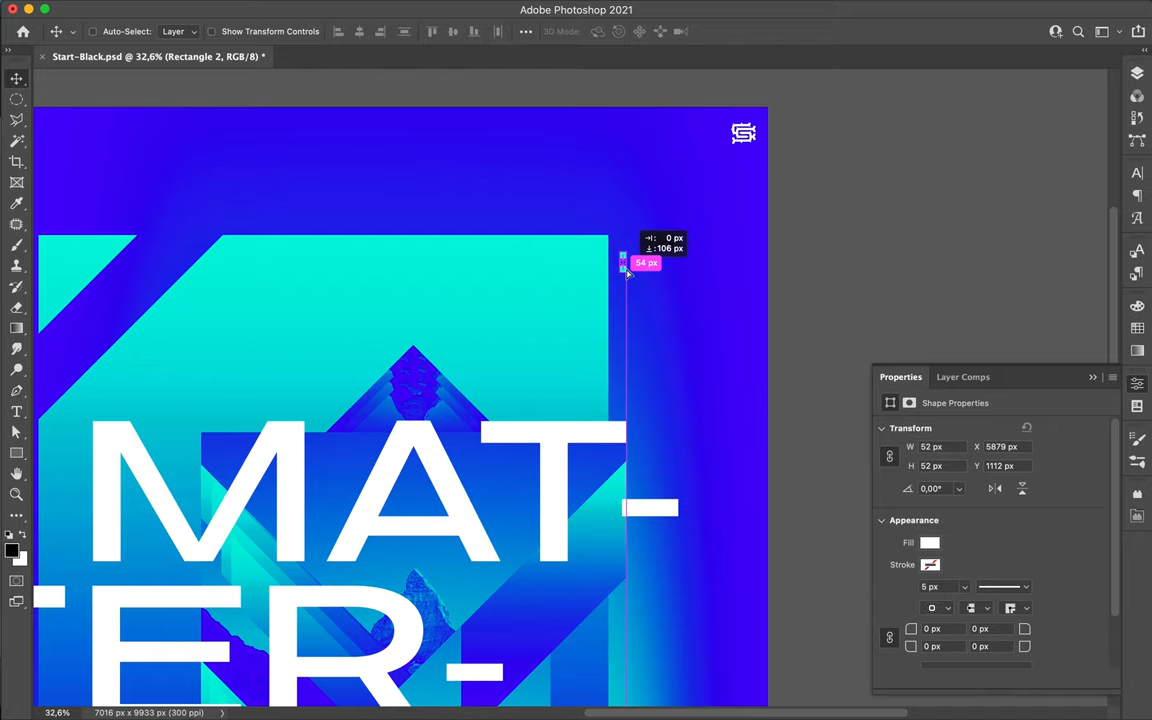 Adobe Photoshop 2021
Auto-Select:
Layer
Show Transform Controls
3D Mode:
Start-Black.psd @ 32,6% (Rectangle 2, RGB/8) *
0 px
106 px
54 px
MAT-
ER-
Properties
Layer Comps
Shape Properties
Transform
W 52 px
X 5879 px
H 52 px
Y 1112 px
0,00°
Appearance
Fill
Stroke
5 px
0 px
0 px
0 px
0 px
32,6%
7016 px x 9933 px (300 ppi)